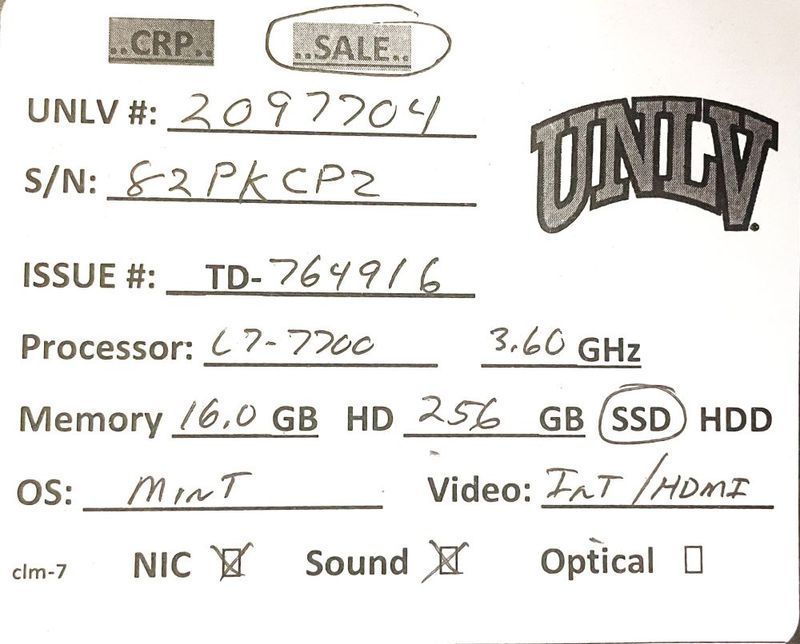 ..CRP.. ..SALE..
UNLV #: 2097704
UNLV
S/N: 82PKCP2
ISSUE #: TD-764916
Processor: i7-7700 3.60 GHz
Memory 16.0 GB HD 256 GB SSD HDD
OS: MINT Video: INT/HDMI
clm-7 NIC ☒ Sound ☒ Optical ☐